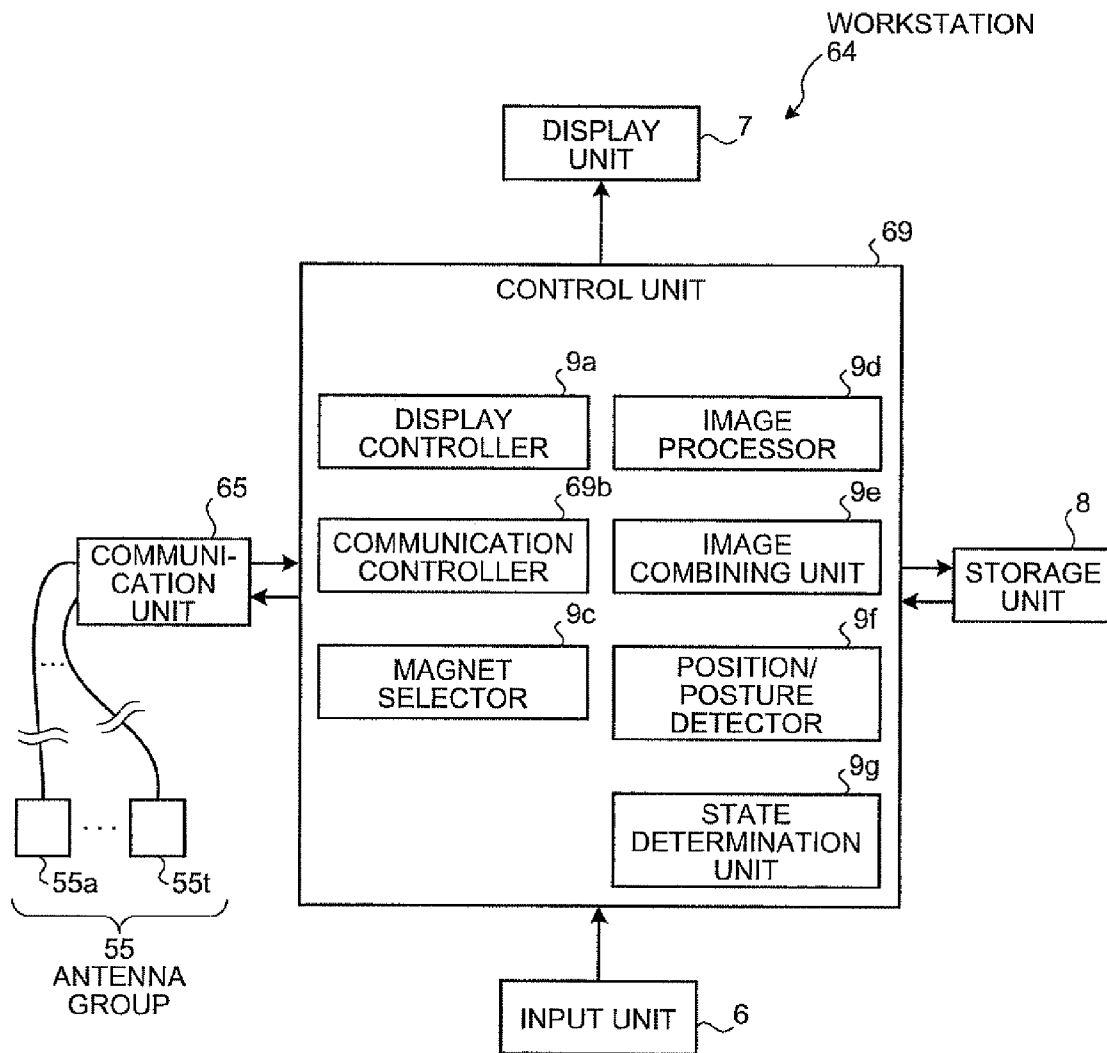 WORKSTATION
64
DISPLAY
UNIT
7
69
CONTROL UNIT
9a
DISPLAY
CONTROLLER
9d
IMAGE
PROCESSOR
65
COMMUNI-
CATION
UNIT
69b
COMMUNICATION
CONTROLLER
9e
IMAGE
COMBINING UNIT
8
STORAGE
UNIT
9c
MAGNET
SELECTOR
9f
POSITION/
POSTURE
DETECTOR
...
9g
STATE
DETERMINATION
UNIT
...
55a
55t
55
ANTENNA
GROUP
INPUT UNIT
6